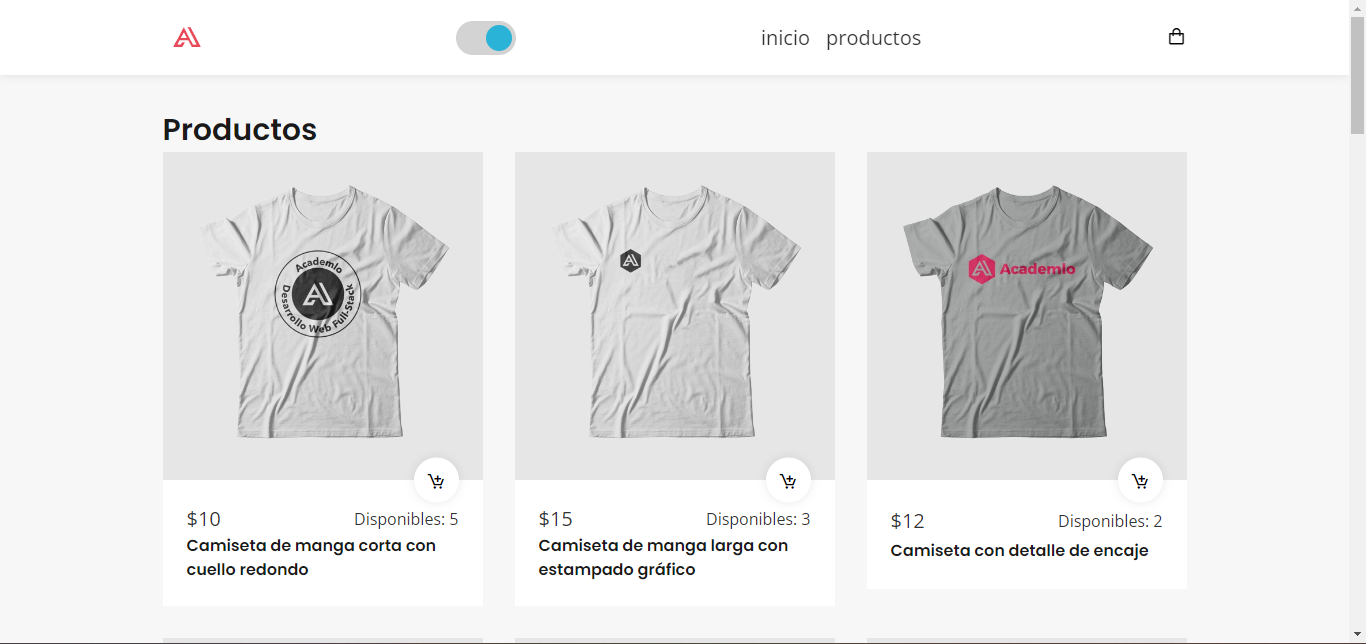 inicio productos
Productos
Academlo
Desarrollo Web Full-Stack
Academlo
$10 Disponibles: 5
Camiseta de manga corta con
cuello redondo
$15 Disponibles: 3
Camiseta de manga larga con
estampado gráfico
$12 Disponibles: 2
Camiseta con detalle de encaje